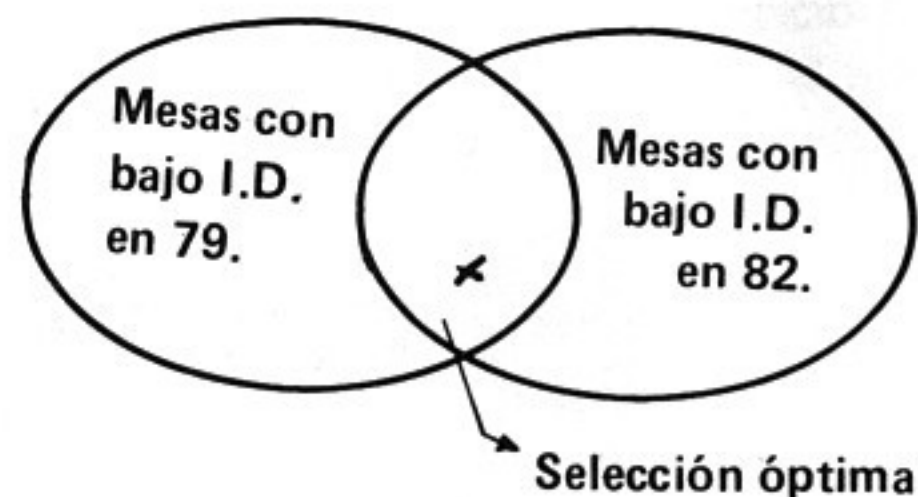 Mesas con
bajo I.D.
en 79.
Mesas con
bajo I.D.
en 82.
Selección óptima